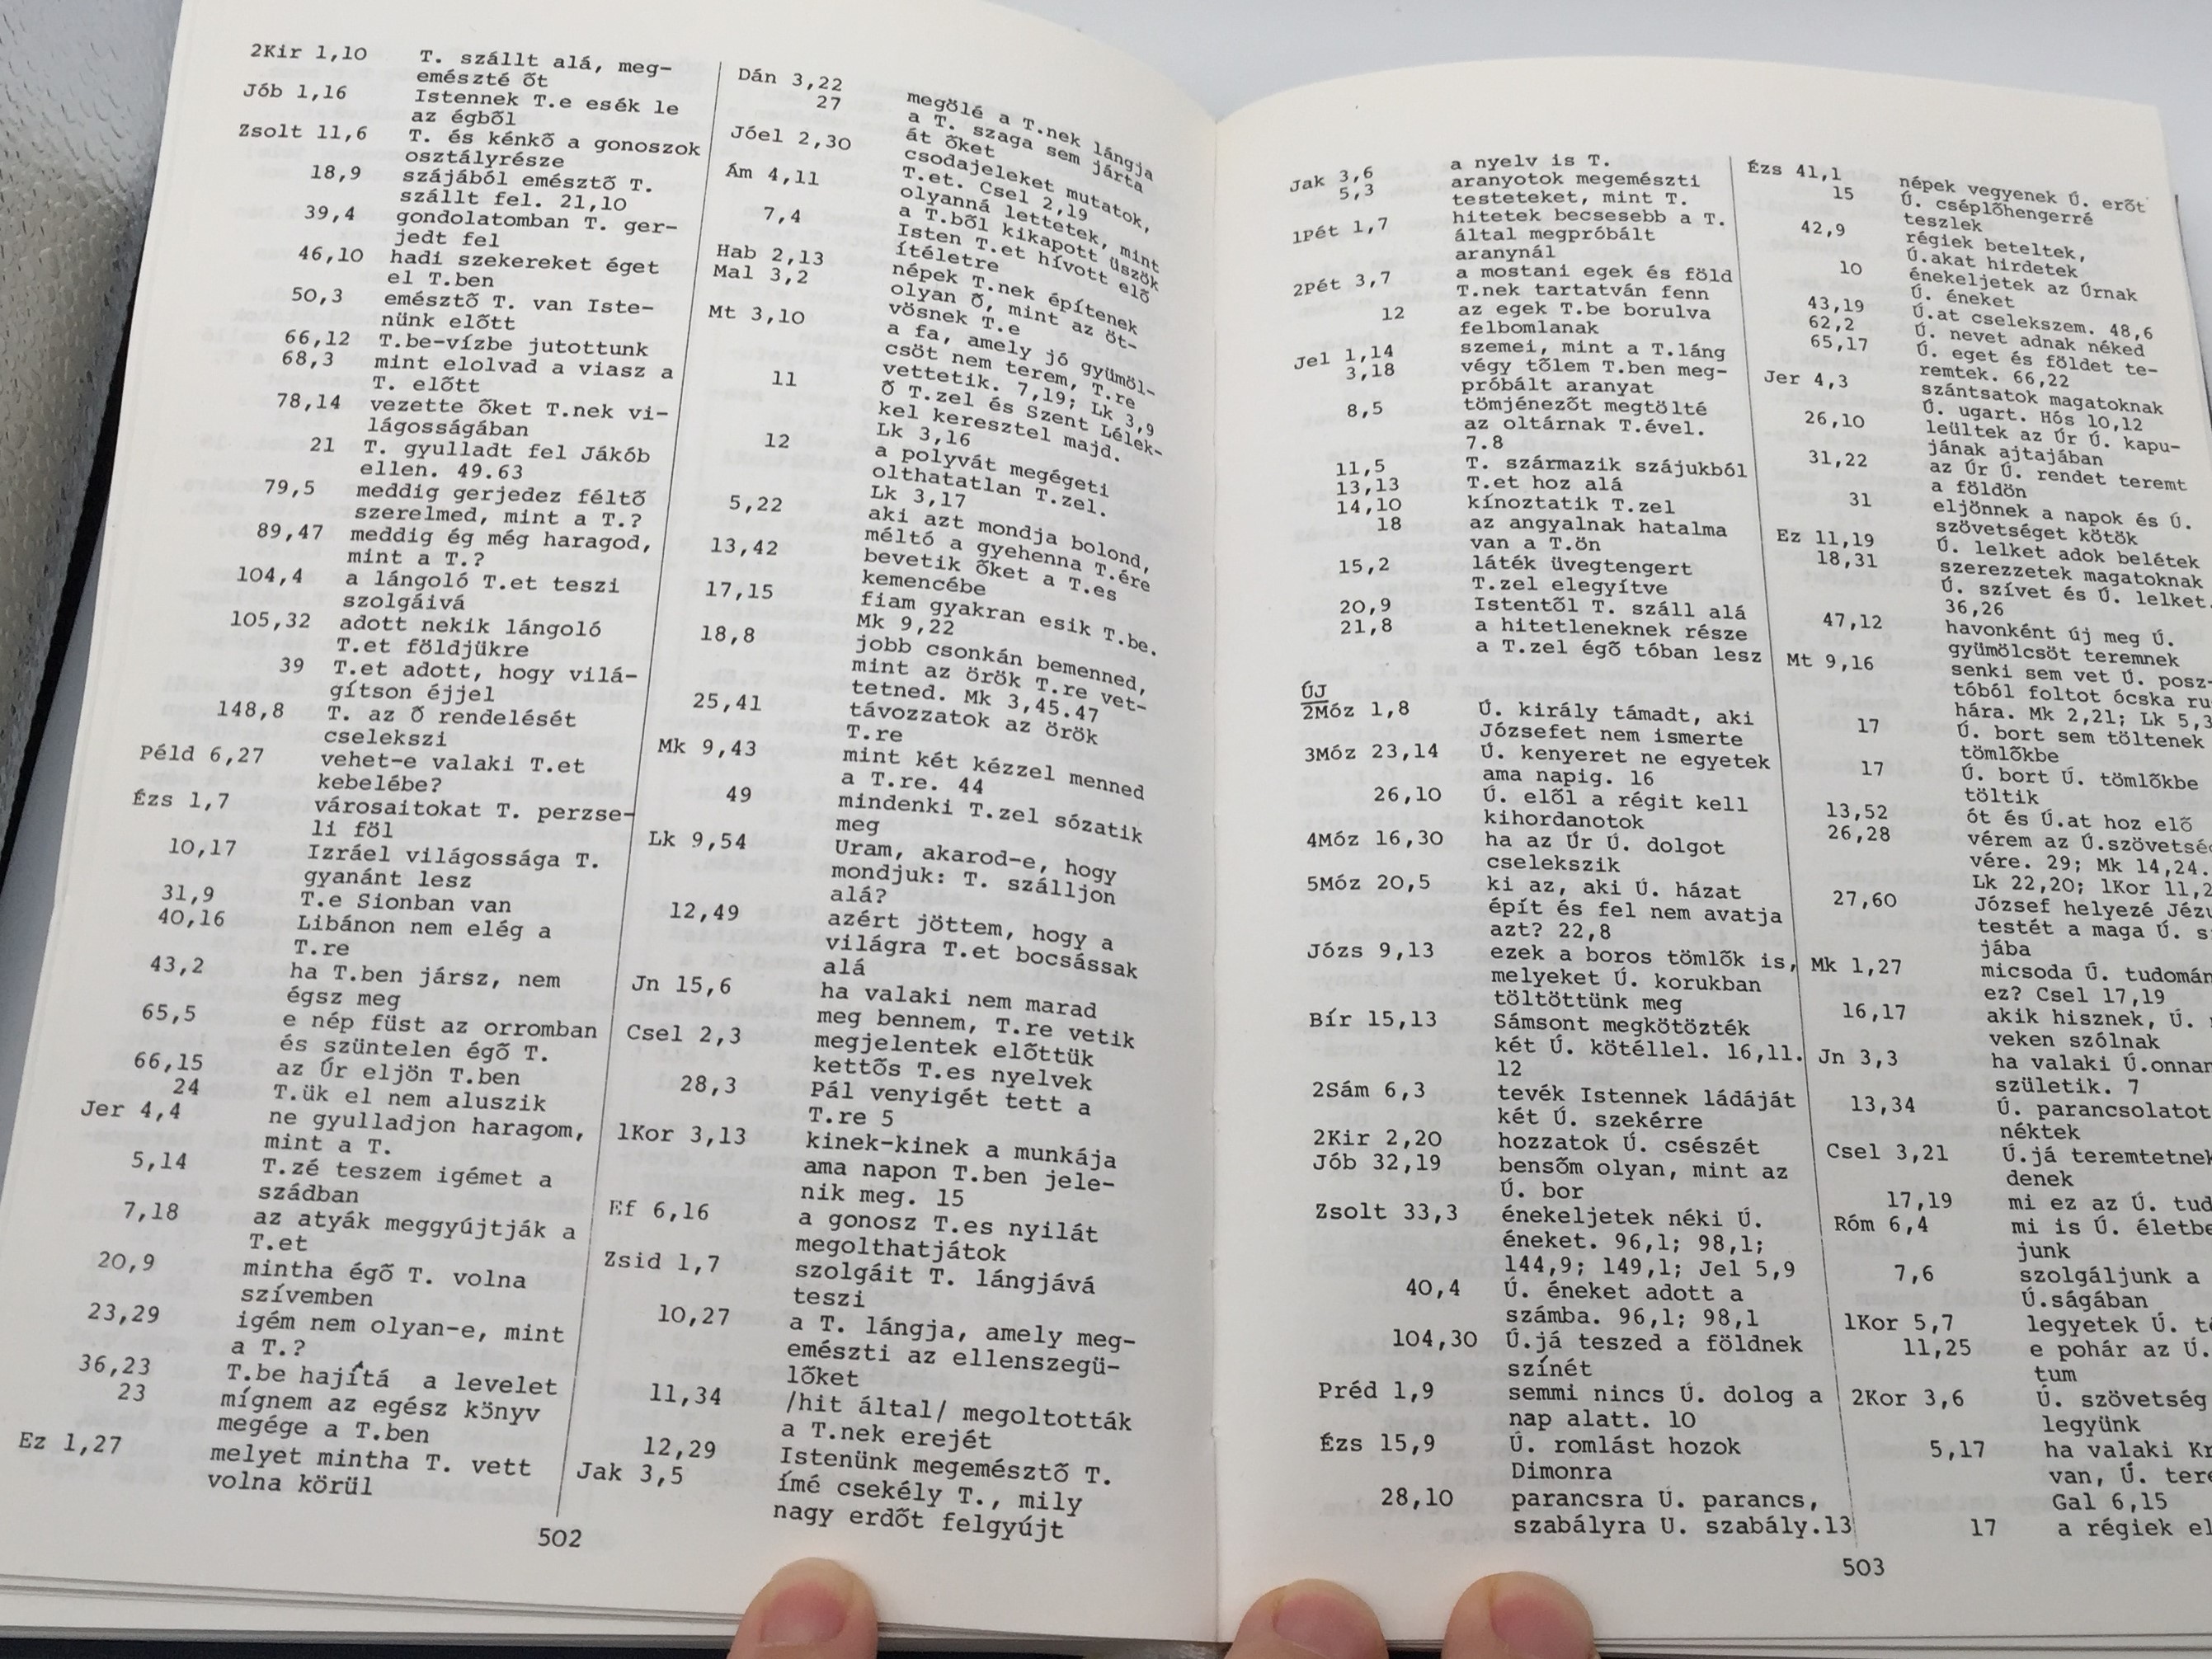 2Kir 1,10 T. szállt alá, meg-
emészté őt
Jób 1,16 Istennek T.e esék le
az égből
Zsolt 11,6 T. és kénkő a gonoszok
osztályrésze
18,9 szájából emésztő T.
szállt fel. 21,10
39,4 gondolatomban T. ger-
jedt fel
46,10 hadi szekereket éget
el T.ben
50,3 emésztő T. van Iste-
nünk előtt
66,12 T.be-vízbe jutottunk
68,3 mint elolvad a viasz a
T. előtt
78,14 vezette őket T.nek vi-
lágosságában
21 T. gyulladt fel Jákób
ellen. 49.63
79,5 meddig gerjedez féltő
szerelmed, mint a T.?
89,47 meddig ég még haragod,
mint a T.?
104,4 a lángoló T.et teszi
szolgáivá
105,32 adott nekik lángoló
T.et földjükre
39 T.et adott, hogy vilá-
gítson éjjel
148,8 T. az Ő rendelését
cselekszi
Péld 6,27 vehet-e valaki T.et
kebelébe?
Ézs 1,7 városaitokat T. perzse-
li föl
10,17 Izráel világossága T.
gyanánt lesz
31,9 T.e Sionban van
40,16 Libánon nem elég a
T.re
43,2 ha T.ben jársz, nem
égsz meg
65,5 e nép füst az orromban
és szüntelen égő T.
66,15 az Úr eljön T.ben
24 T.ük el nem aluszik
Jer 4,4 ne gyulladjon haragom,
mint a T.
5,14 T.zé teszem igémet a
szádban
7,18 az atyák meggyújtják a
T.et
20,9 mintha égő T. volna
szívemben
23,29 igém nem olyan-e, mint
a T.?
36,23 T.be hajítá a levelet
23 mígnem az egész könyv
megége a T.ben
Ez 1,27 melyet mintha T. vett
volna körül
Dán 3,22 megölé a T.nek lángja
27 a T. szaga sem járta
át őket
Jóel 2,30 csodajeleket mutatok,
T.et. Csel 2,19
Ám 4,11 olyanná lettetek, mint
a T.ből kikapott üszök
7,4 Isten T.et hívott elő
ítéletre
Hab 2,13 népek T.nek építenek
Mal 3,2 olyan ő, mint az öt-
vösnek T.e
Mt 3,10 a fa, amely jó gyümöl-
csöt nem terem, T.re
vettetik. 7,19; Lk 3,9
11 Ő T.zel és Szent Lélek-
kel keresztel majd.
Lk 3,16
12 a polyvát megégeti
olthatatlan T.zel.
Lk 3,17
5,22 aki azt mondja bolond,
méltó a gyehenna T.ére
13,42 bevetik őket a T.es
kemencébe
17,15 fiam gyakran esik T.be.
Mk 9,22
18,8 jobb csonkán bemenned,
mint az örök T.re vet-
tetned. Mk 3,45.47
25,41 távozzatok az örök
T.re
Mk 9,43 mint két kézzel menned
a T.re. 44
49 mindenki T.zel sózatik
meg
Lk 9,54 Uram, akarod-e, hogy
mondjuk: T. szálljon
alá?
12,49 azért jöttem, hogy a
világra T.et bocsássak
alá
Jn 15,6 ha valaki nem marad
meg bennem, T.re vetik
Csel 2,3 megjelentek előttük
kettős T.es nyelvek
28,3 Pál venyigét tett a
T.re 5
1Kor 3,13 kinek-kinek a munkája
ama napon T.ben jele-
nik meg. 15
Ef 6,16 a gonosz T.es nyilát
megolthatjátok
Zsid 1,7 szolgáit T. lángjává
teszi
10,27 a T. lángja, amely meg-
emészti az ellenszegü-
lőket
11,34 /hit által/ megoltották
a T.nek erejét
12,29 Istenünk megemésztő T.
Jak 3,5 ímé csekély T., mily
nagy erdőt felgyújt
502
Jak 3,6 a nyelv is T.
5,3 aranyotok megemészti
testeteket, mint T.
1Pét 1,7 hitetek becsesebb a T.
által megpróbált
aranynál
2Pét 3,7 a mostani egek és föld
T.nek tartatván fenn
12 az egek T.be borulva
felbomlanak
Jel 1,14 szemei, mint a T.láng
3,18 végy tőlem T.ben meg-
próbált aranyat
8,5 tömjénezőt megtölté
az oltárnak T.ével.
7.8
11,5 T. származik szájukból
13,13 T.et hoz alá
14,10 kínoztatik T.zel
18 az angyalnak hatalma
van a T.ön
15,2 láték üvegtengert
T.zel elegyítve
20,9 Istentől T. száll alá
21,8 a hitetleneknek része
a T.zel égő tóban lesz
ÚJ
2Móz 1,8 Ú. király támadt, aki
Józsefet nem ismerte
3Móz 23,14 Ú. kenyeret ne egyetek
ama napig. 16
26,10 Ú. elől a régit kell
kihordanotok
4Móz 16,30 ha az Úr Ú. dolgot
cselekszik
5Móz 20,5 ki az, aki Ú. házat
épít és fel nem avatja
azt? 22,8
Józs 9,13 ezek a boros tömlők is,
melyeket Ú. korukban
töltöttünk meg
Bír 15,13 Sámsont megkötözték
két Ú. kötéllel. 16,11.
12
2Sám 6,3 tevék Istennek ládáját
két Ú. szekérre
2Kir 2,20 hozzatok Ú. csészét
Jób 32,19 bensőm olyan, mint az
Ú. bor
Zsolt 33,3 énekeljetek néki Ú.
éneket. 96,1; 98,1;
144,9; 149,1; Jel 5,9
40,4 Ú. éneket adott a
számba. 96,1; 98,1
104,30 Ú.já teszed a földnek
színét
Préd 1,9 semmi nincs Ú. dolog a
nap alatt. 10
Ézs 15,9 Ú. romlást hozok
Dimonra
28,10 parancsra Ú. parancs,
szabályra U. szabály.13
Ézs 41,1 népek vegyenek Ú. erőt
15 Ú. cséplőhengerré
teszlek
42,9 régiek beteltek,
Ú.akat hirdetek
10 énekeljetek az Úrnak
Ú. éneket
43,19 Ú.at cselekszem. 48,6
62,2 Ú. nevet adnak néked
65,17 Ú. eget és földet te-
remtek. 66,22
Jer 4,3 szántsatok magatoknak
Ú. ugart. Hós 10,12
26,10 leültek az Úr Ú. kapu-
jának ajtajában
31,22 az Úr Ú. rendet teremt
a földön
31 eljönnek a napok és Ú.
szövetséget kötök
Ez 11,19 Ú. lelket adok belétek
18,31 szerezzetek magatoknak
Ú. szívet és Ú. lelket.
36,26
47,12 havonként új meg Ú.
gyümölcsöt teremnek
Mt 9,16 senki sem vet Ú. posz-
tóból foltot ócska ru
hára. Mk 2,21; Lk 5,3
17 Ú. bort sem töltenek
tömlőkbe
17 Ú. bort Ú. tömlőkbe
töltik
13,52 ót és Ú.at hoz elő
26,28 vérem az Ú.szövetség
vére. 29; Mk 14,24.
Lk 22,20; 1Kor 11,2
27,60 József helyezé Jézu
testét a maga Ú. s
jába
Mk 1,27 micsoda Ú. tudomán
ez? Csel 17,19
16,17 akik hisznek, Ú.
veken szólnak
Jn 3,3 ha valaki Ú.onnan
születik. 7
13,34 Ú. parancsolatot
néktek
Csel 3,21 Ú.já teremtetnek
denek
17,19 mi ez az Ú. tud
Róm 6,4 mi is Ú. életbe
junk
7,6 szolgáljunk a
Ú.ságában
1Kor 5,7 legyetek Ú. t
11,25 e pohár az Ú.
tum
2Kor 3,6 Ú. szövetség
legyünk
5,17 ha valaki Kr
van, Ú. tere
Gal 6,15
17 a régiek el
503